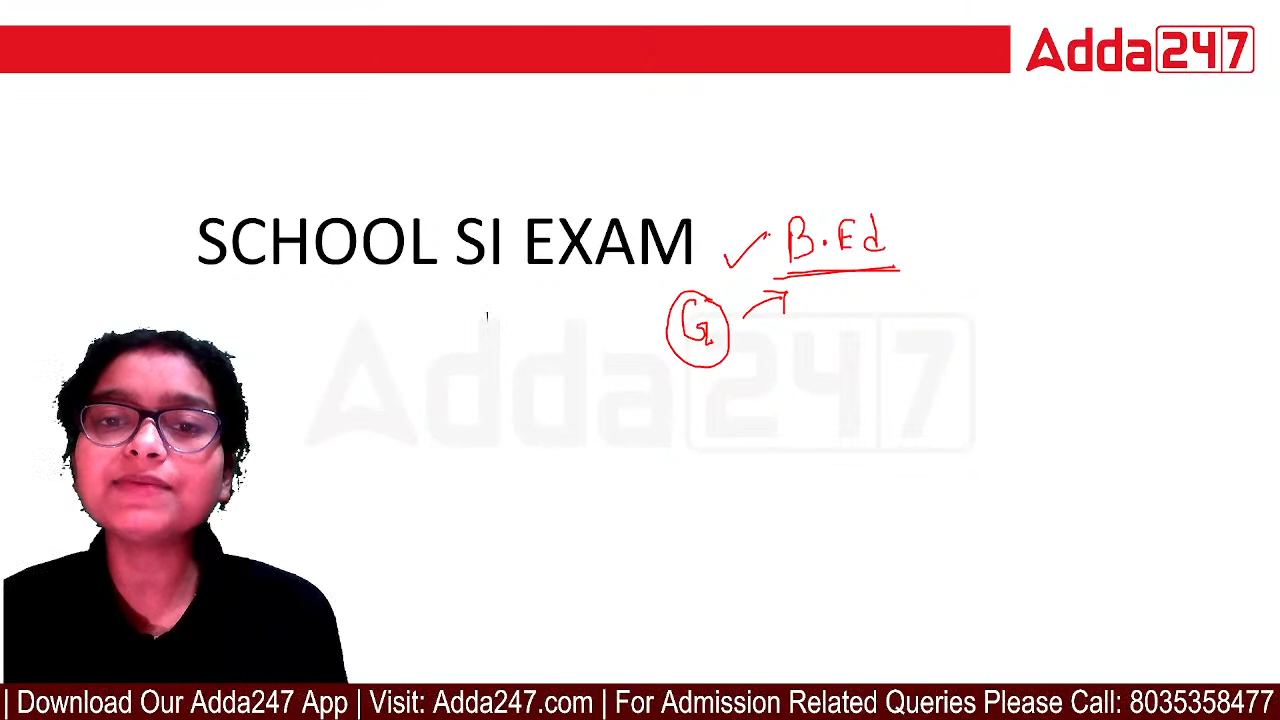 Adda247
SCHOOL SI EXAM
B.Ed
G
Adda247
| Download Our Adda247 App | Visit: Adda247.com | For Admission Related Queries Please Call: 8035358477